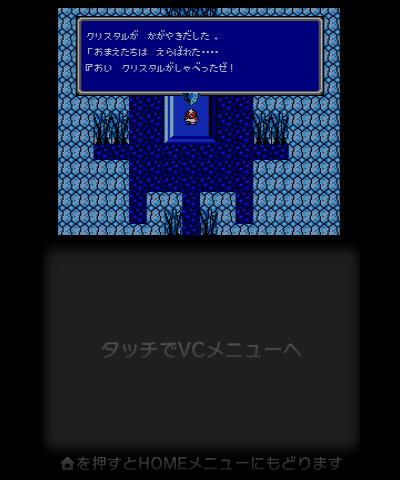 クリスタルが　かがやきだした。
「おまえたちは　えらばれた‥‥
『おい　クリスタルがしゃべったぜ！
タッチでVCメニューへ
を押すとHOMEメニューにもどります